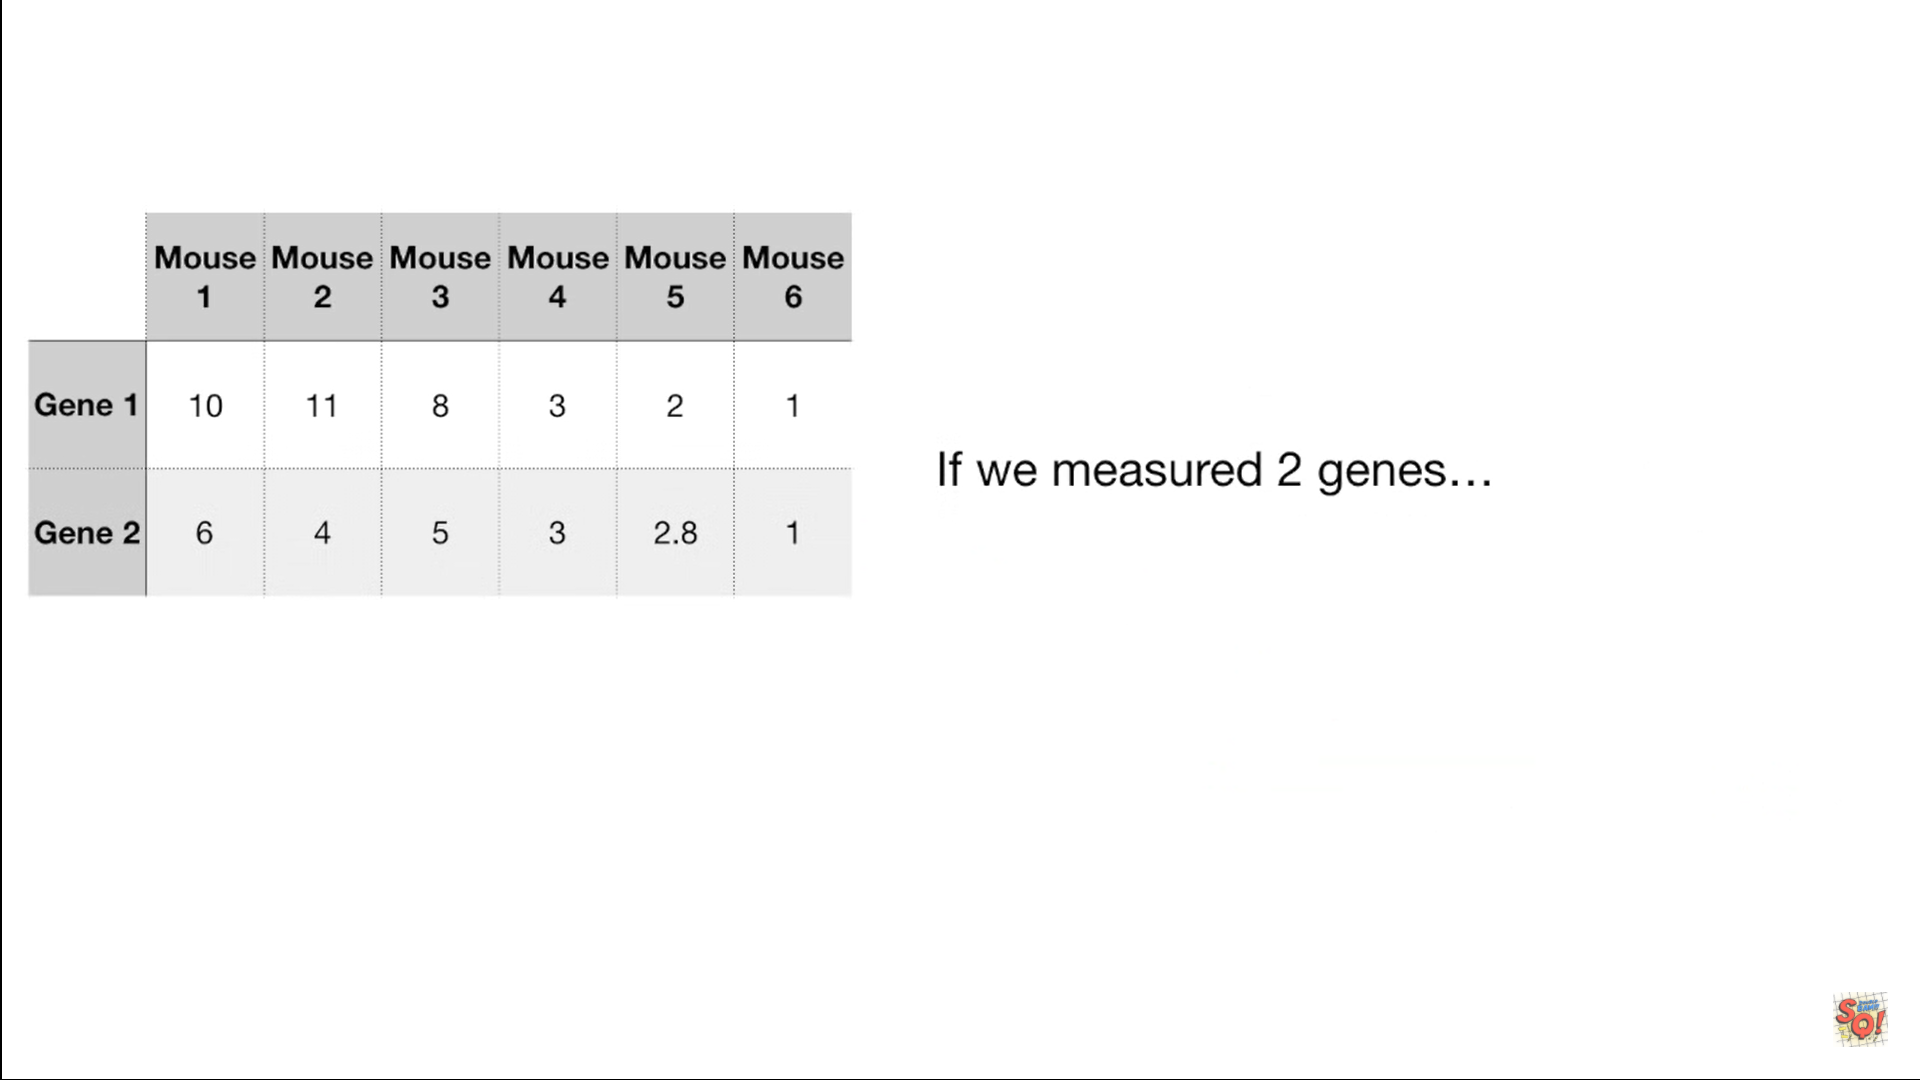 Mouse 1 Mouse 2 Mouse 3 Mouse 4 Mouse 5 Mouse 6
Gene 1 10 11 8 3 2 1
Gene 2 6 4 5 3 2.8 1
If we measured 2 genes…
SQ!